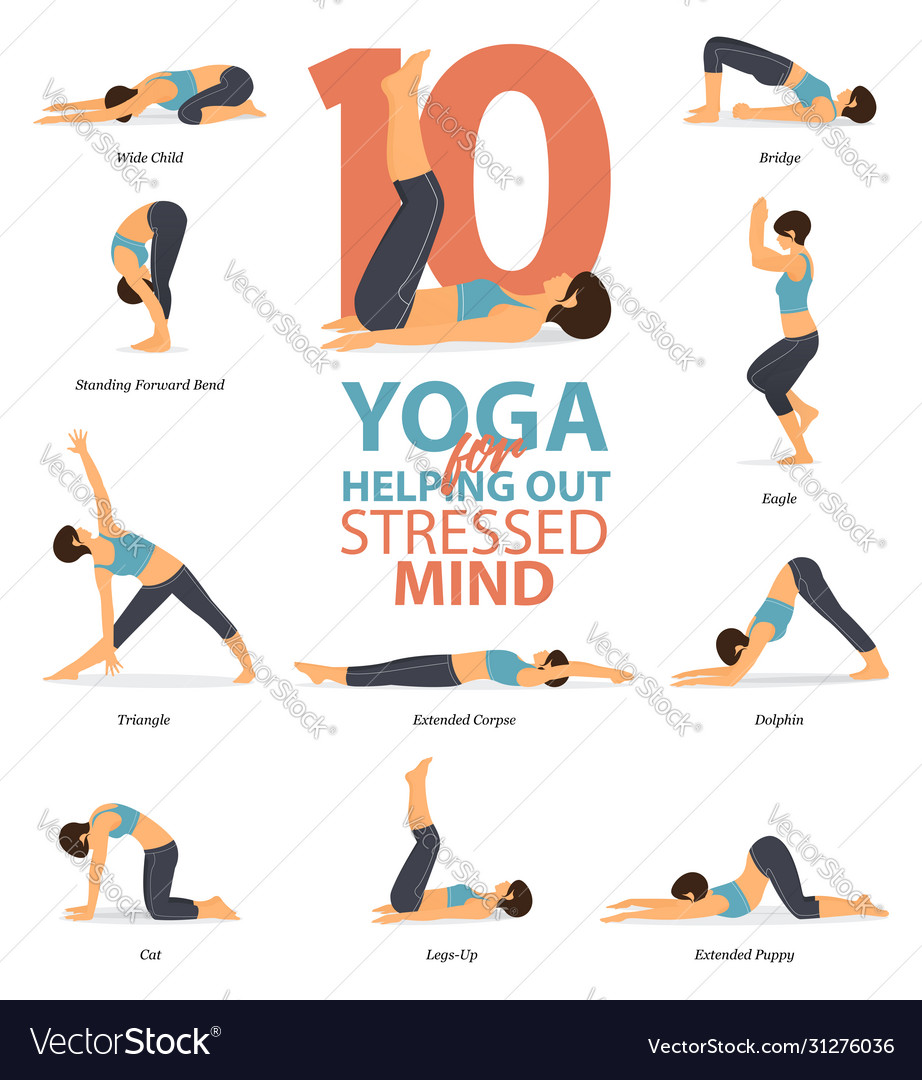 10
Wide Child
Bridge
Standing Forward Bend
YOGA
for
HELPING OUT
STRESSED
MIND
Eagle
Triangle
Extended Corpse
Dolphin
Cat
Legs-Up
Extended Puppy
VectorStock®
VectorStock.com/31276036